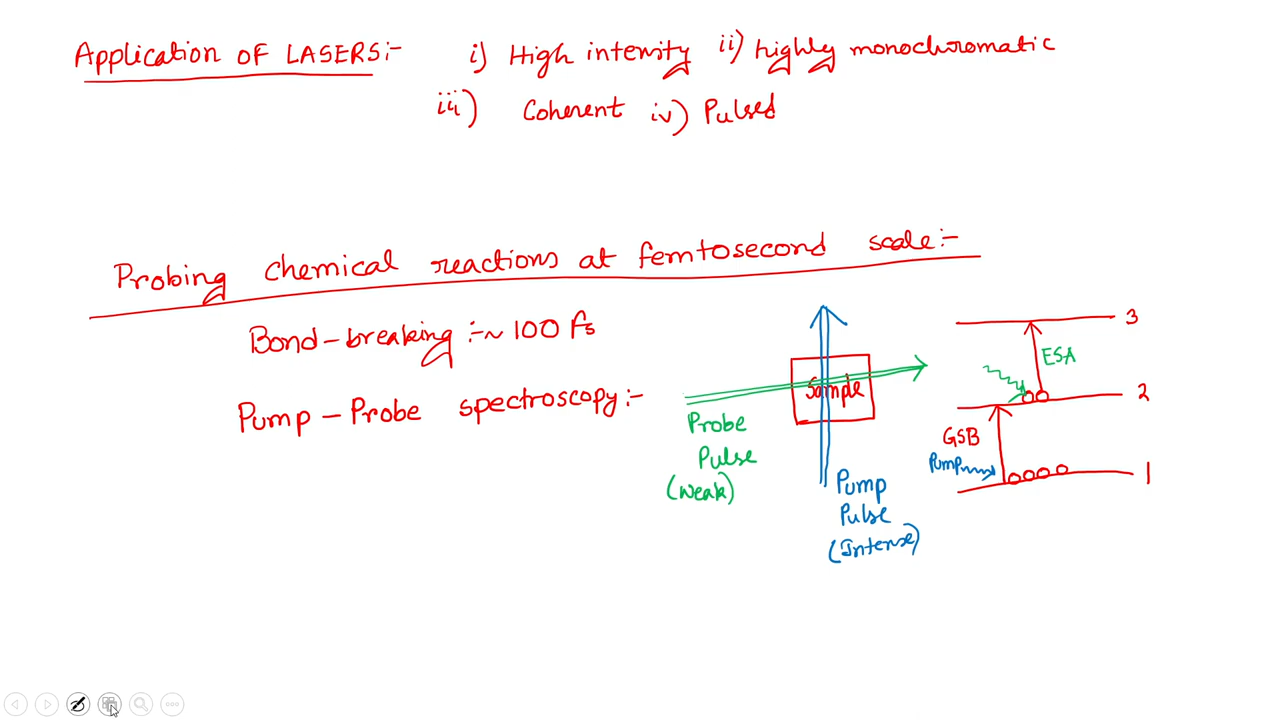 Application OF LASERS:- i) High intensity ii) highly monochromatic
iii) Coherent iv) Pulsed
Probing chemical reactions at femtosecond scale:-
Bond-breaking :- ~ 100 fs
Pump-Probe spectroscopy:-
Sample
Probe
Pulse
(Weak)
Pump
Pulse
(Intense)
3
ESA
2
GSB
Pump
1